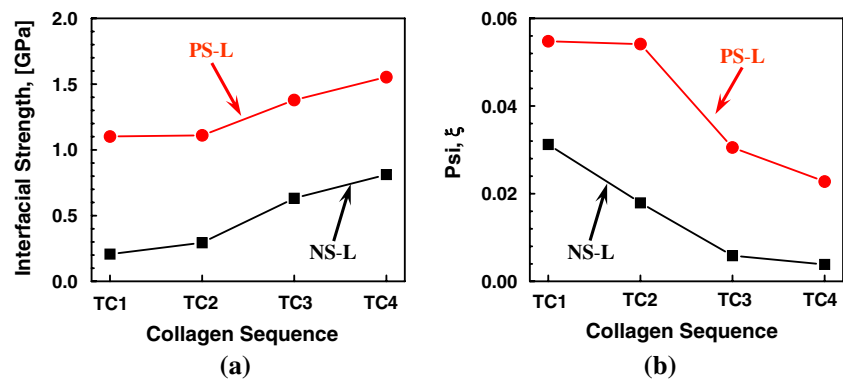 Interfacial Strength, [GPa]
2.0
1.5
1.0
0.5
0.0
PS-L
NS-L
TC1 TC2 TC3 TC4
Collagen Sequence
(a)
Psi, ξ
0.06
0.04
0.02
0.00
PS-L
NS-L
TC1 TC2 TC3 TC4
Collagen Sequence
(b)